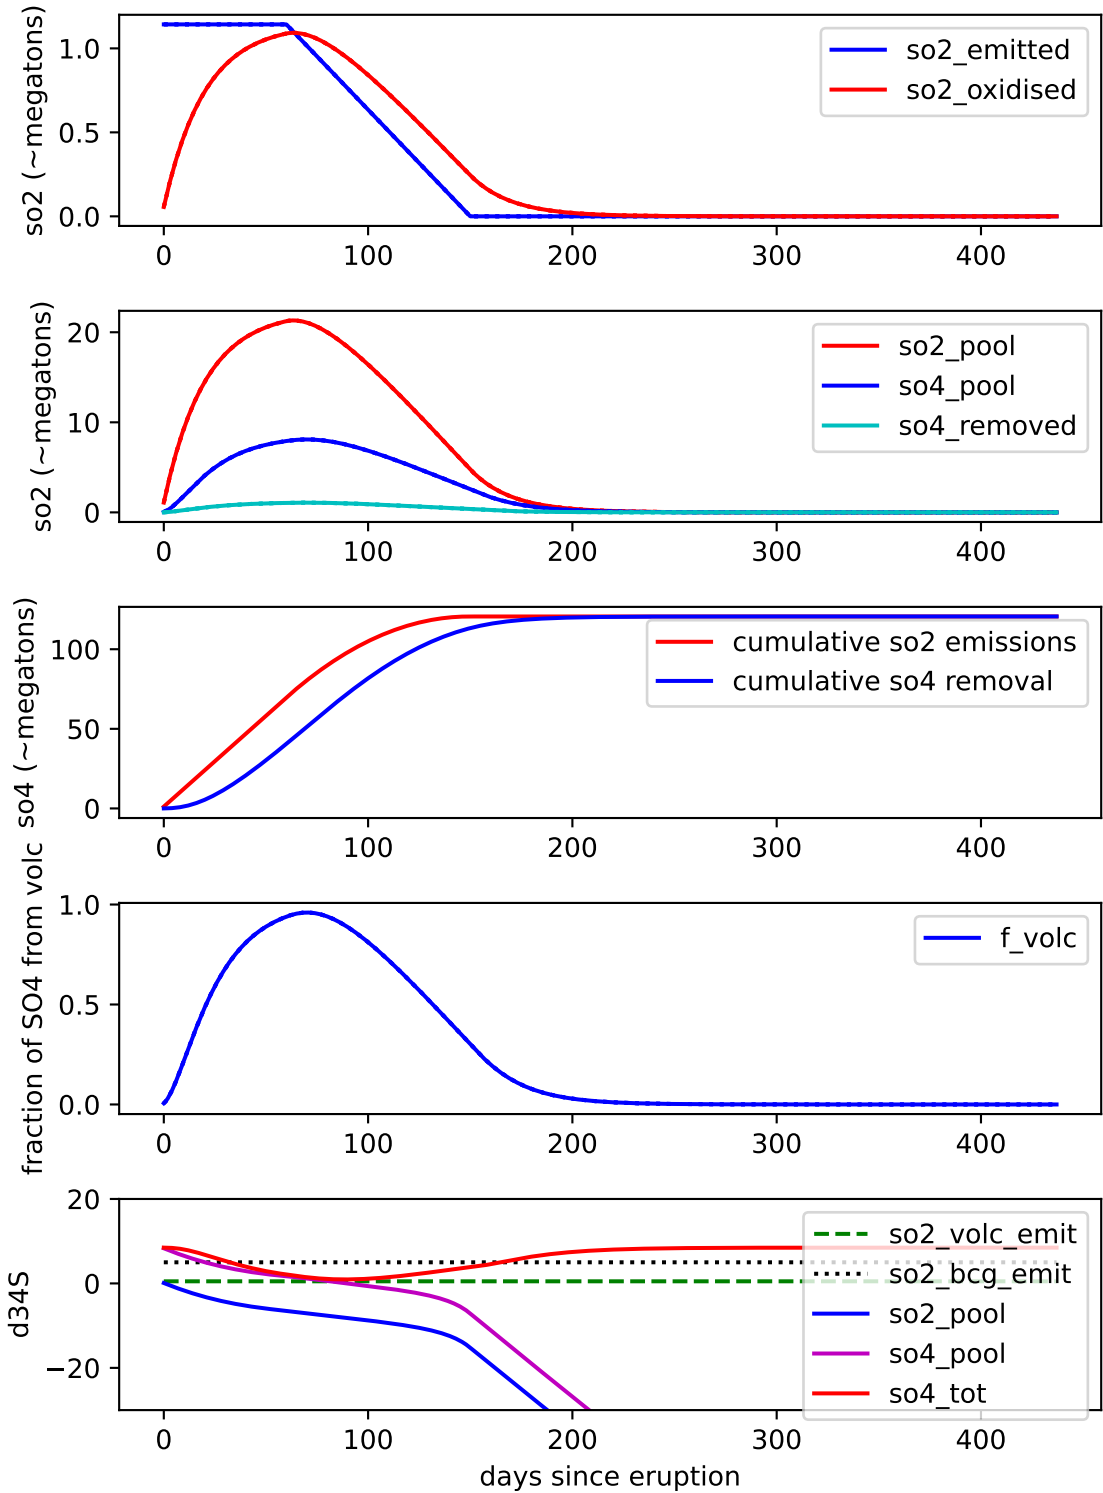 so2 (~megatons)
1.0
0.5
0.0
so2_emitted
so2_oxidised
0 100 200 300 400
so2 (~megatons)
20
10
0
so2_pool
so4_pool
so4_removed
0 100 200 300 400
so4 (~megatons)
100
50
0
cumulative so2 emissions
cumulative so4 removal
0 100 200 300 400
fraction of SO4 from volc
1.0
0.5
0.0
f_volc
0 100 200 300 400
d34S
20
0
−20
so2_volc_emit
so2_bcg_emit
so2_pool
so4_pool
so4_tot
0 100 200 300 400
days since eruption